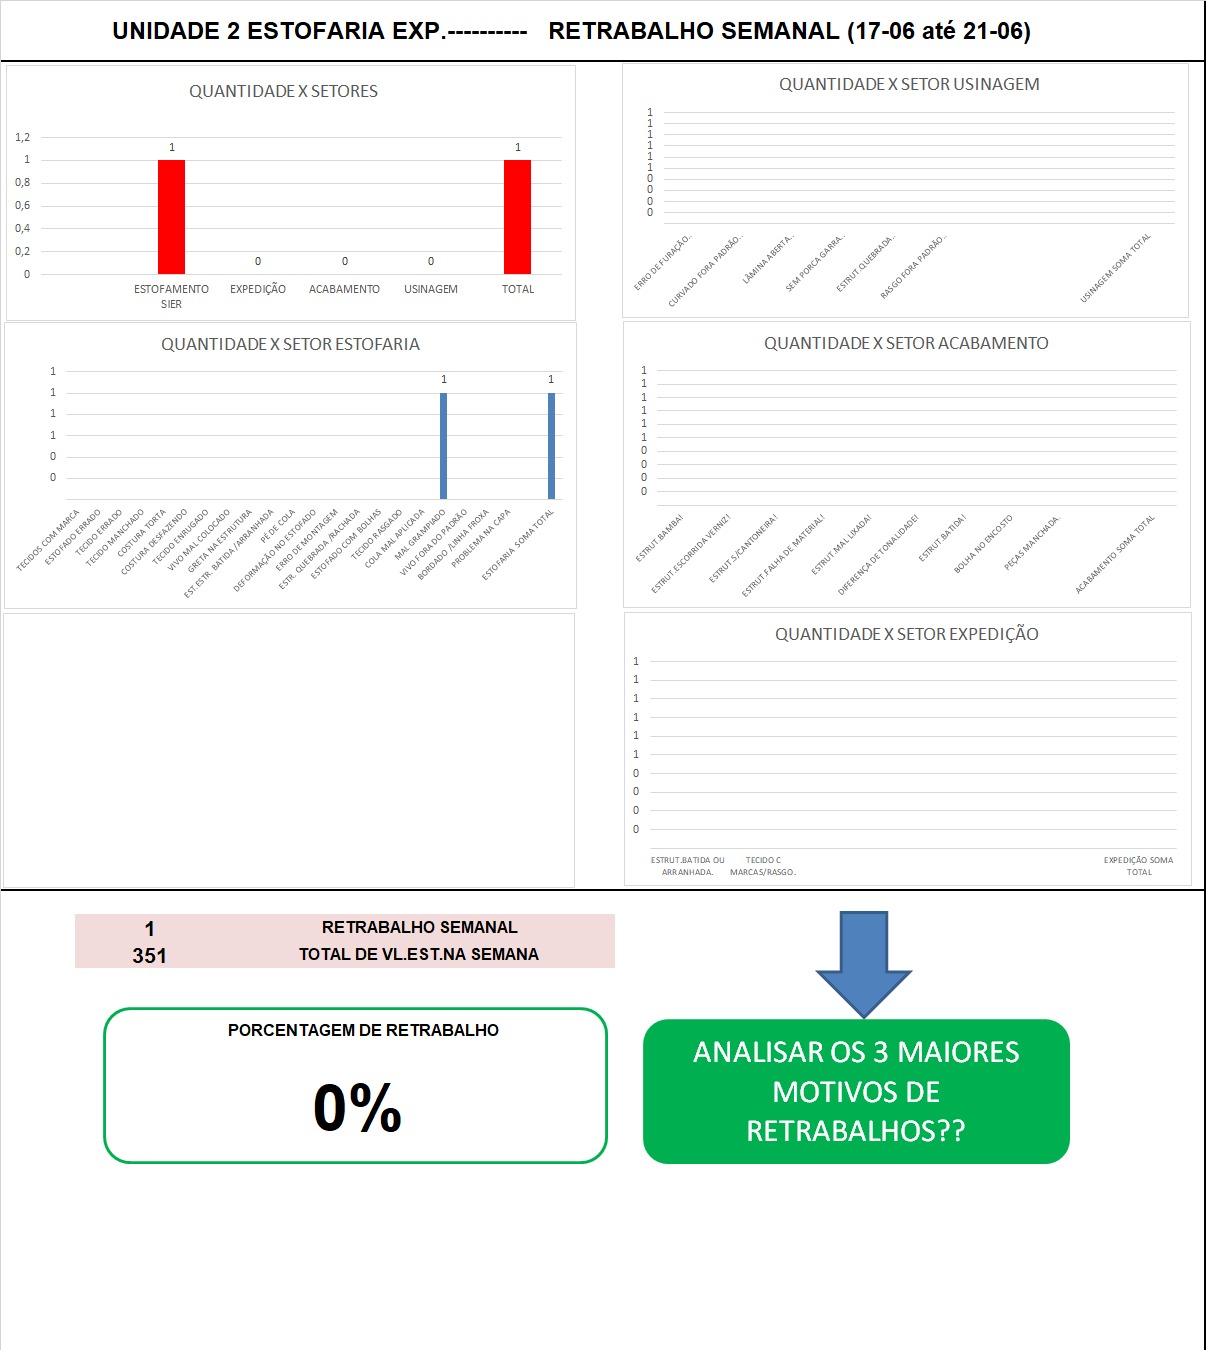 UNIDADE 2 ESTOFARIA EXP.---------- RETRABALHO SEMANAL (17-06 até 21-06)
QUANTIDADE X SETORES
1,2
1
0,8
0,6
0,4
0,2
0
1
0
0
0
1
ESTOFAMENTO SIER
EXPEDIÇÃO
ACABAMENTO
USINAGEM
TOTAL
QUANTIDADE X SETOR USINAGEM
1
1
1
1
1
1
0
0
0
0
ERRO DE FURAÇÃO..
CURVADO FORA PADRÃO..
LÂMINA ABERTA..
SEM PORCA GARRA..
ESTRUT.QUEBRADA..
RASGO FORA PADRÃO..
USINAGEM SOMA TOTAL
QUANTIDADE X SETOR ESTOFARIA
1
1
1
1
0
0
1
1
TECIDOS COM MARCA
ESTOFADO ERRADO
TECIDO ERRADO
TECIDO MANCHADO
COSTURA TORTA
COSTURA DESFAZENDO
TECIDO ENRUGADO
VIVO MAL COLOCADO
GRETA NA ESTRUTURA
EST.ESTR. BATIDA /ARRANHADA
PÉ DE COLA
DEFORMAÇÃO NO ESTOFADO
ERRO DE MONTAGEM
ESTR. QUEBRADA /RACHADA
ESTOFADO COM BOLHAS
TECIDO RASGADO
COLA MAL APLICADA
MAL GRAMPIADO
VIVO FORA DO PADRÃO
BORDADO /LINHA FROXA
PROBLEMA NA CAPA
ESTOFARIA SOMA TOTAL
QUANTIDADE X SETOR ACABAMENTO
1
1
1
1
1
1
0
0
0
0
ESTRUT.BAMBA!
ESTRUT.ESCORRIDA VERNIZ!
ESTRUT.S/CANTONEIRA!
ESTRUT.FALHA DE MATERIAL!
ESTRUT.MAL LIXADA!
DIFERENÇA DE TONALIDADE!
ESTRUT.BATIDA!
BOLHA NO ENCOSTO
PEÇAS MANCHADA.
ACABAMENTO SOMA TOTAL
QUANTIDADE X SETOR EXPEDIÇÃO
1
1
1
1
1
1
0
0
0
0
ESTRUT.BATIDA OU ARRANHADA.
TECIDO C MARCAS/RASGO.
EXPEDIÇÃO SOMA TOTAL
1 RETRABALHO SEMANAL
351 TOTAL DE VL.EST.NA SEMANA
PORCENTAGEM DE RETRABALHO
0%
ANALISAR OS 3 MAIORES
MOTIVOS DE
RETRABALHOS??